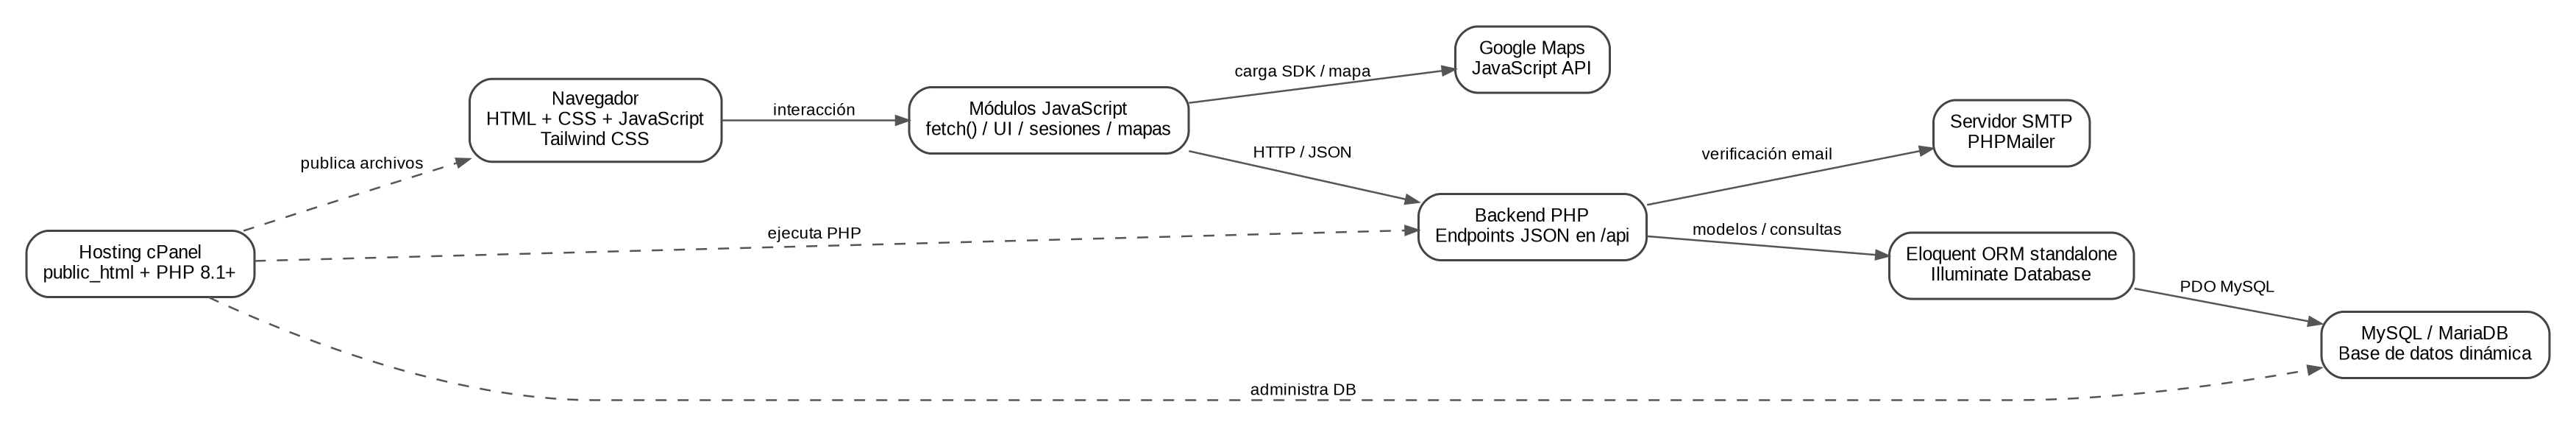 Hosting cPanel
public_html + PHP 8.1+
publica archivos
Navegador
HTML + CSS + JavaScript
Tailwind CSS
interacción
Módulos JavaScript
fetch() / UI / sesiones / mapas
carga SDK / mapa
Google Maps
JavaScript API
HTTP / JSON
ejecuta PHP
Backend PHP
Endpoints JSON en /api
verificación email
Servidor SMTP
PHPMailer
modelos / consultas
Eloquent ORM standalone
Illuminate Database
PDO MySQL
MySQL / MariaDB
Base de datos dinámica
administra DB